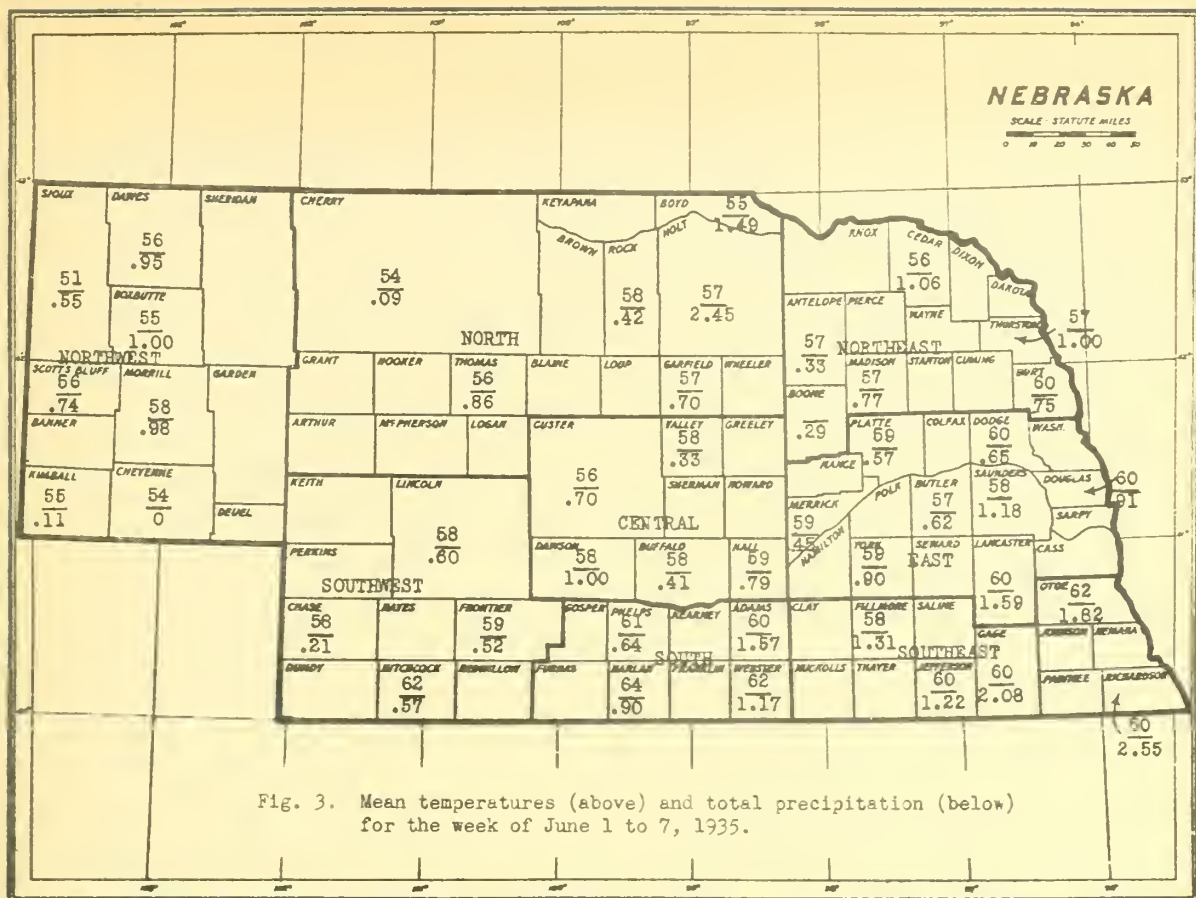 NEBRASKA
SCALE - STATUTE MILES
0 10 20 30 40 50
SIOUX
51
.55
DAWES
56
.95
SHERIDAN
BOXBUTTE
55
1.00
NORTHWEST
SCOTTS BLUFF
56
.74
MORRILL
58
.98
GARDEN
BANNER
KIMBALL
55
.11
CHEYENNE
54
0
DEUEL
CHERRY
54
.09
KEYAPAHA
BROWN
ROCK
58
.42
BOYD
55
1.49
HOLT
57
2.45
NORTH
GRANT
HOOKER
THOMAS
56
.86
BLAINE
LOUP
GARFIELD
57
.70
WHEELER
ARTHUR
McPHERSON
LOGAN
CUSTER
56
.70
VALLEY
58
.33
GREELEY
SHERMAN
HOWARD
CENTRAL
DAWSON
58
1.00
BUFFALO
58
.41
HALL
59
.79
KNOX
CEDAR
56
1.06
DIXON
DAKOTA
ANTELOPE
57
.33
PIERCE
WAYNE
THURSTON
57
1.00
NORTHEAST
MADISON
57
.77
STANTON
CUMING
BURT
60
.75
BOONE
.29
PLATTE
59
.57
COLFAX
DODGE
60
.65
WASH.
NANCE
MERRICK
59
.45
POLK
BUTLER
57
.62
SAUNDERS
58
1.18
DOUGLAS
60
.91
SARPY
HAMILTON
YORK
59
.90
SEWARD
EAST
LANCASTER
60
1.59
CASS
OTOE
62
1.82
KEITH
LINCOLN
58
.60
PERKINS
SOUTHWEST
CHASE
58
.21
HAYES
FRONTIER
59
.52
DUNDY
HITCHCOCK
62
.57
REDWILLOW
GOSPER
PHELPS
61
.64
KEARNEY
ADAMS
60
1.57
SOUTH
FURNAS
HARLAN
64
.90
FRANKLIN
WEBSTER
62
1.17
CLAY
FILLMORE
58
1.31
SALINE
SOUTHEAST
GAGE
60
2.08
JOHNSON
NEMAHA
NUCKOLLS
THAYER
JEFFERSON
60
1.22
PAWNEE
RICHARDSON
60
2.55
Fig. 3. Mean temperatures (above) and total precipitation (below)
for the week of June 1 to 7, 1935.